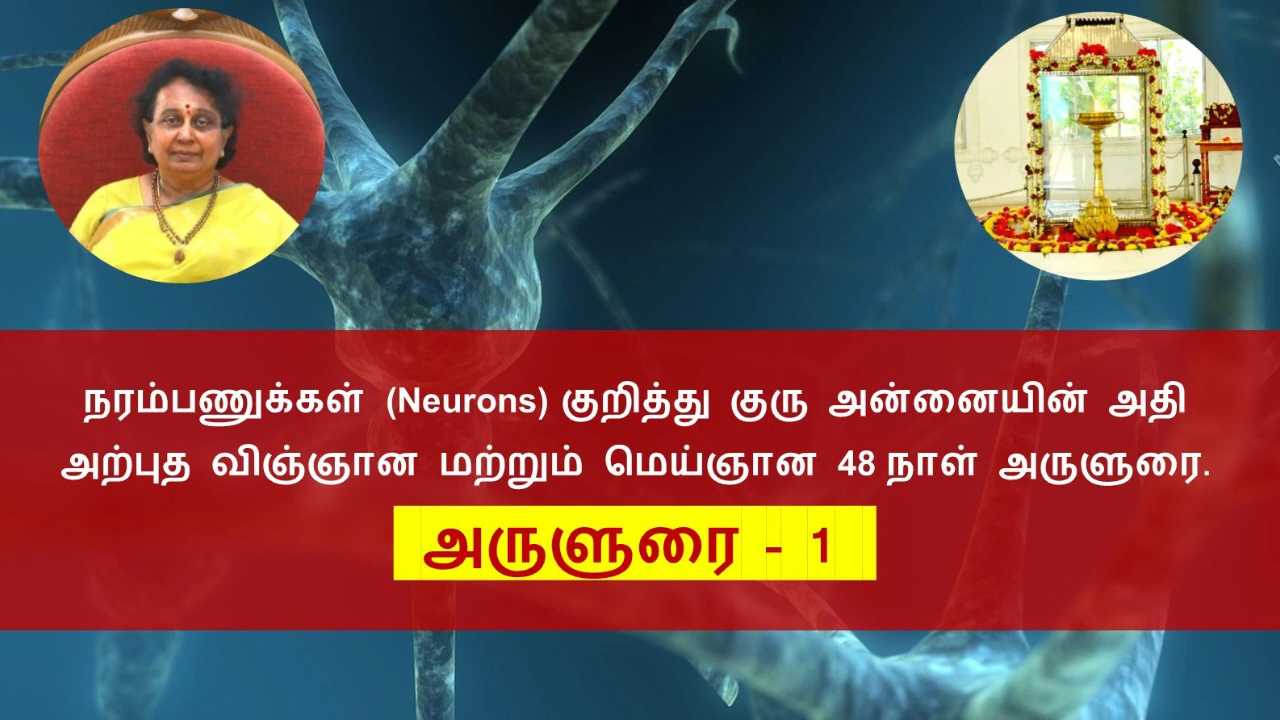 நரம்பணுக்கள் (Neurons) குறித்து குரு அன்னையின் அதி
அற்புத விஞ்ஞான மற்றும் மெய்ஞான 48 நாள் அருளுரை.
அருளுரை - 1